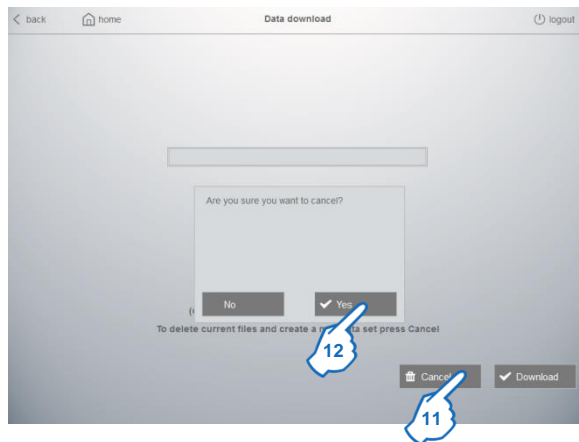 back home Data download logout
Are you sure you want to cancel?
No Yes
To delete current files and create a data set press Cancel
12
Cancel Download
11